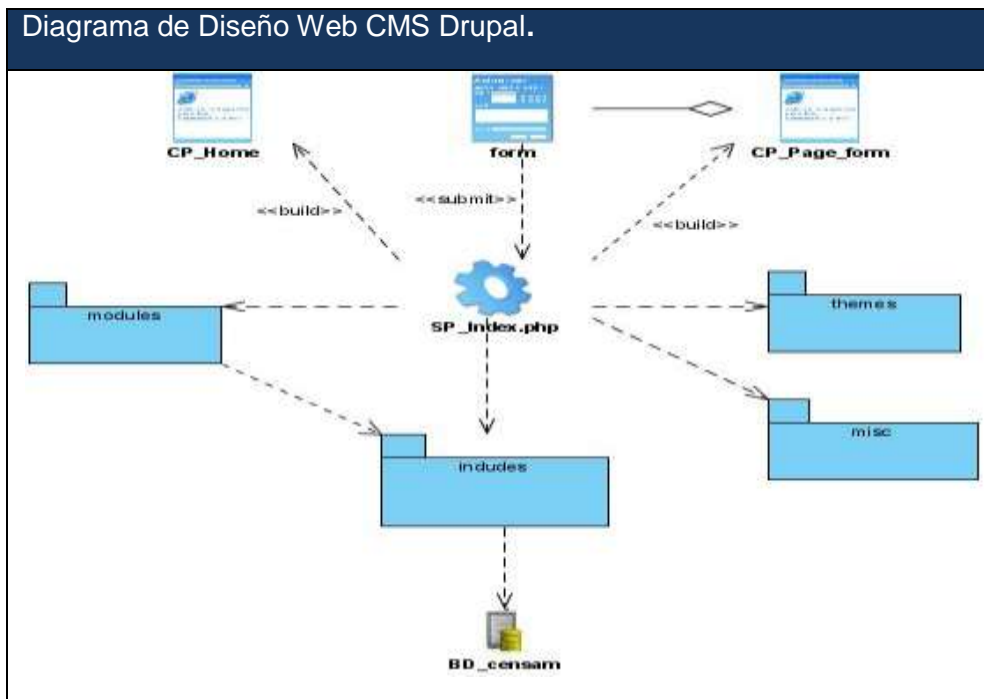 Diagrama de Diseño Web CMS Drupal.
CP_Home
form
CP_Page_form
<<build>>
<<submit>>
<<build>>
modules
SP_Index.php
themes
misc
includes
BD_censam